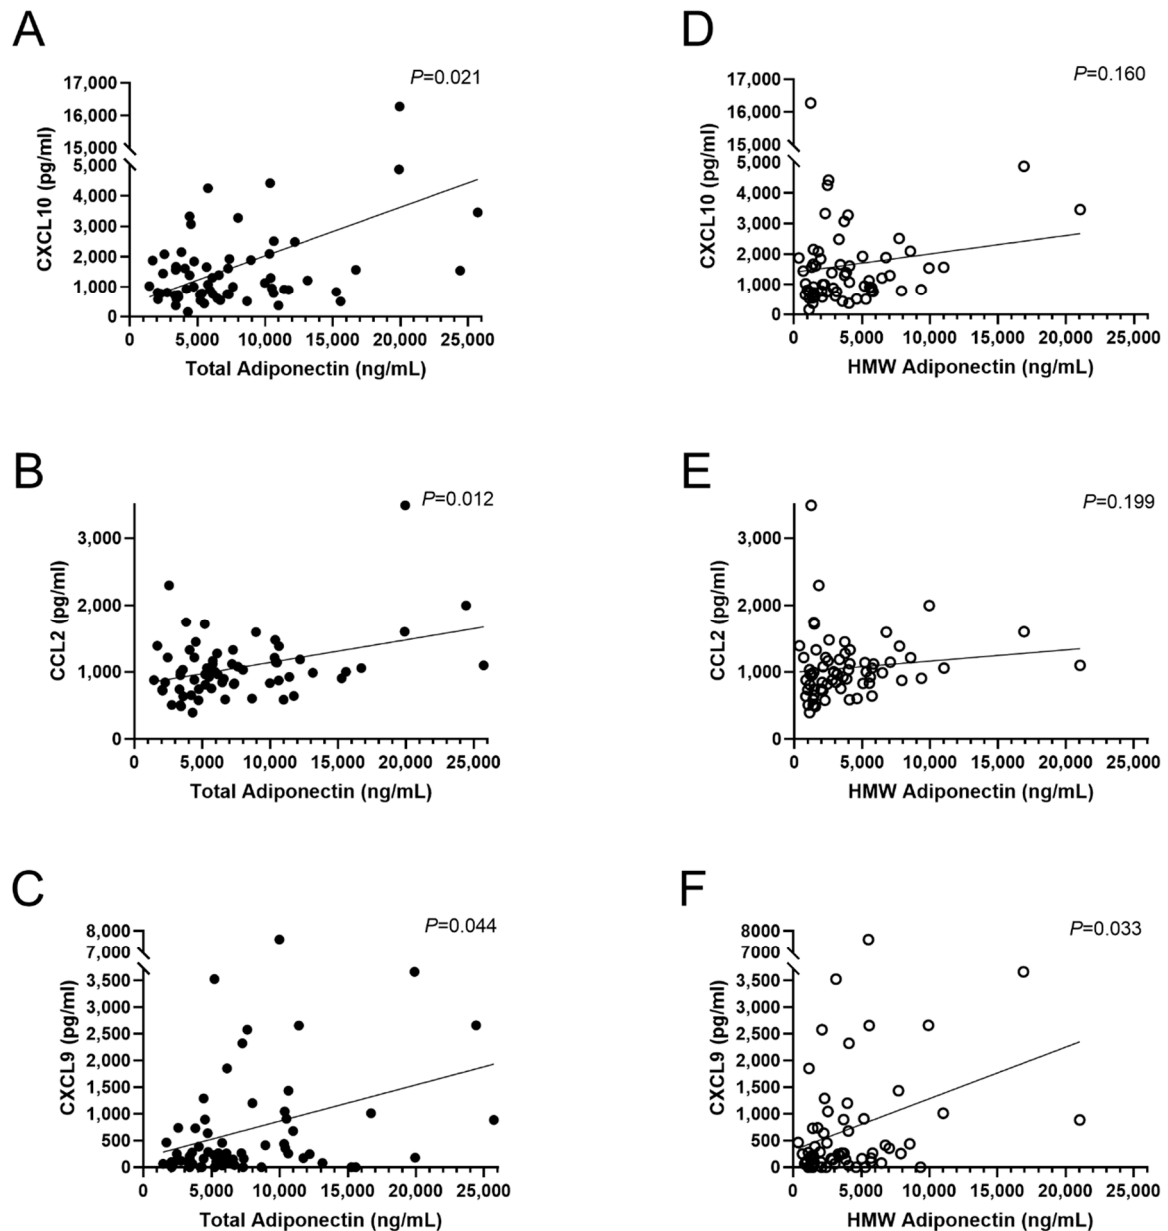 A
P=0.021
17,000
16,000
15,000
5,000
4,000
3,000
2,000
1,000
0
CXCL10 (pg/ml)
0 5,000 10,000 15,000 20,000 25,000
Total Adiponectin (ng/mL)
D
P=0.160
17,000
16,000
15,000
5,000
4,000
3,000
2,000
1,000
0
CXCL10 (pg/ml)
0 5,000 10,000 15,000 20,000 25,000
HMW Adiponectin (ng/mL)
B
P=0.012
3,000
2,000
1,000
0
CCL2 (pg/ml)
0 5,000 10,000 15,000 20,000 25,000
Total Adiponectin (ng/mL)
E
P=0.199
3,000
2,000
1,000
0
CCL2 (pg/ml)
0 5,000 10,000 15,000 20,000 25,000
HMW Adiponectin (ng/mL)
C
P=0.044
8,000
7,000
3,500
3,000
2,500
2,000
1,500
1,000
500
0
CXCL9 (pg/ml)
0 5,000 10,000 15,000 20,000 25,000
Total Adiponectin (ng/mL)
F
P=0.033
8000
7000
3,500
3,000
2,500
2,000
1,500
1,000
500
0
CXCL9 (pg/ml)
0 5,000 10,000 15,000 20,000 25,000
HMW Adiponectin (ng/mL)